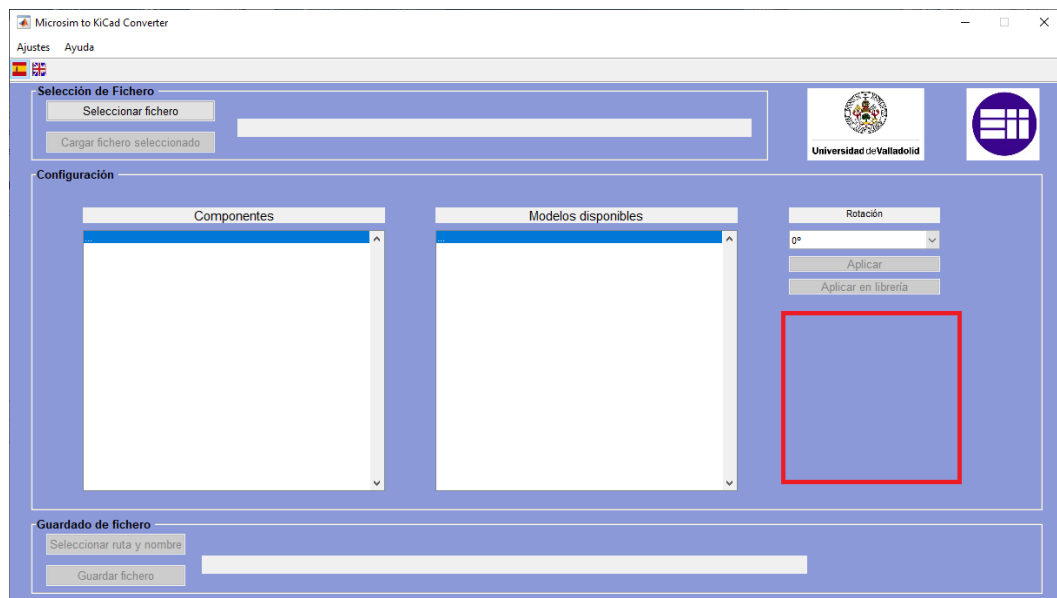 Microsim to KiCad Converter
Ajustes Ayuda
Selección de Fichero
Seleccionar fichero
Cargar fichero seleccionado
Universidad de Valladolid
Configuración
Componentes
Modelos disponibles
Rotación
...
...
0º
Aplicar
Aplicar en librería
Guardado de fichero
Seleccionar ruta y nombre
Guardar fichero